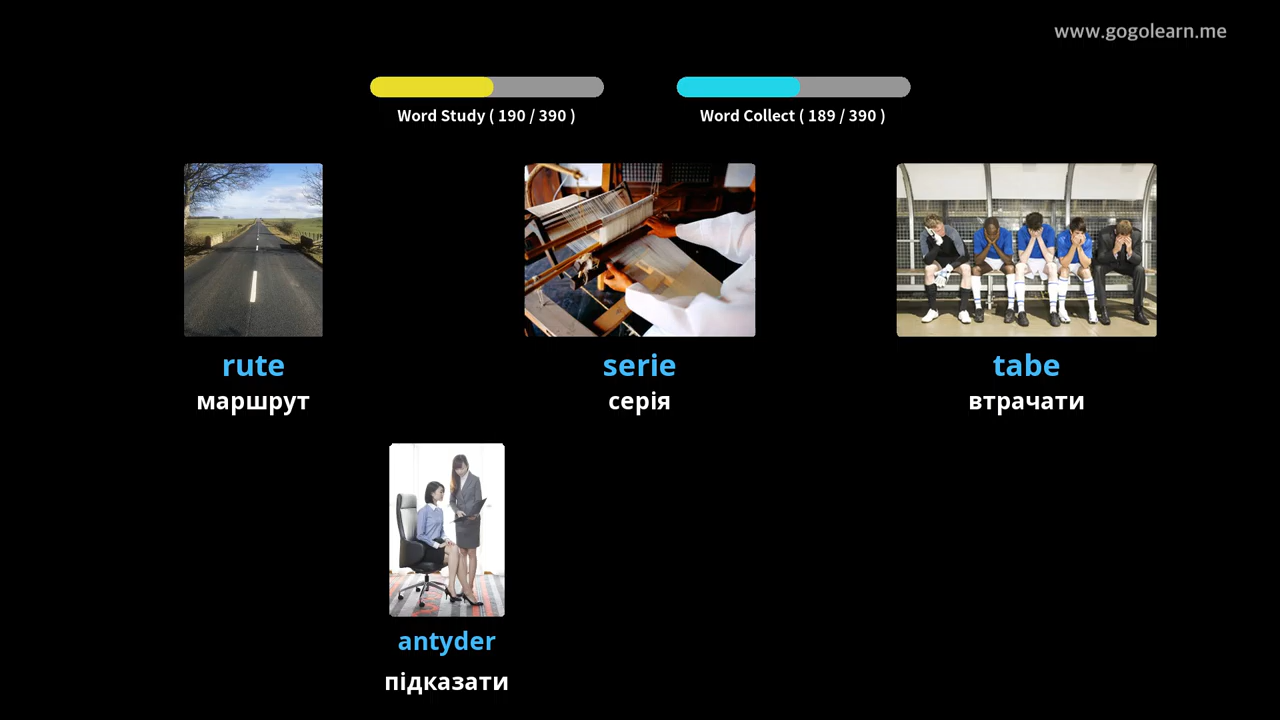 www.gogolearn.me
Word Study ( 190 / 390 )
Word Collect ( 189 / 390 )
rute
маршрут
serie
серія
tabe
втрачати
antyder
підказати